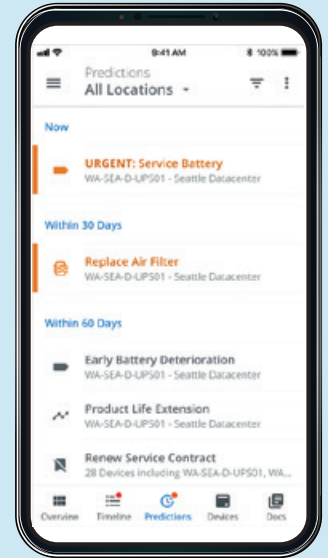 9:41 AM
100%
Predictions
All Locations
Now
URGENT: Service Battery
WA-SEA-D-UPS01 - Seattle Datacenter
Within 30 Days
Replace Air Filter
WA-SEA-D-UPS01 - Seattle Datacenter
Within 60 Days
Early Battery Deterioration
WA-SEA-D-UPS01 - Seattle Datacenter
Product Life Extension
WA-SEA-D-UPS01 - Seattle Datacenter
Renew Service Contract
28 Devices including WA-SEA-D-UPS01, WA...
Overview Timeline Predictions Devices Docs